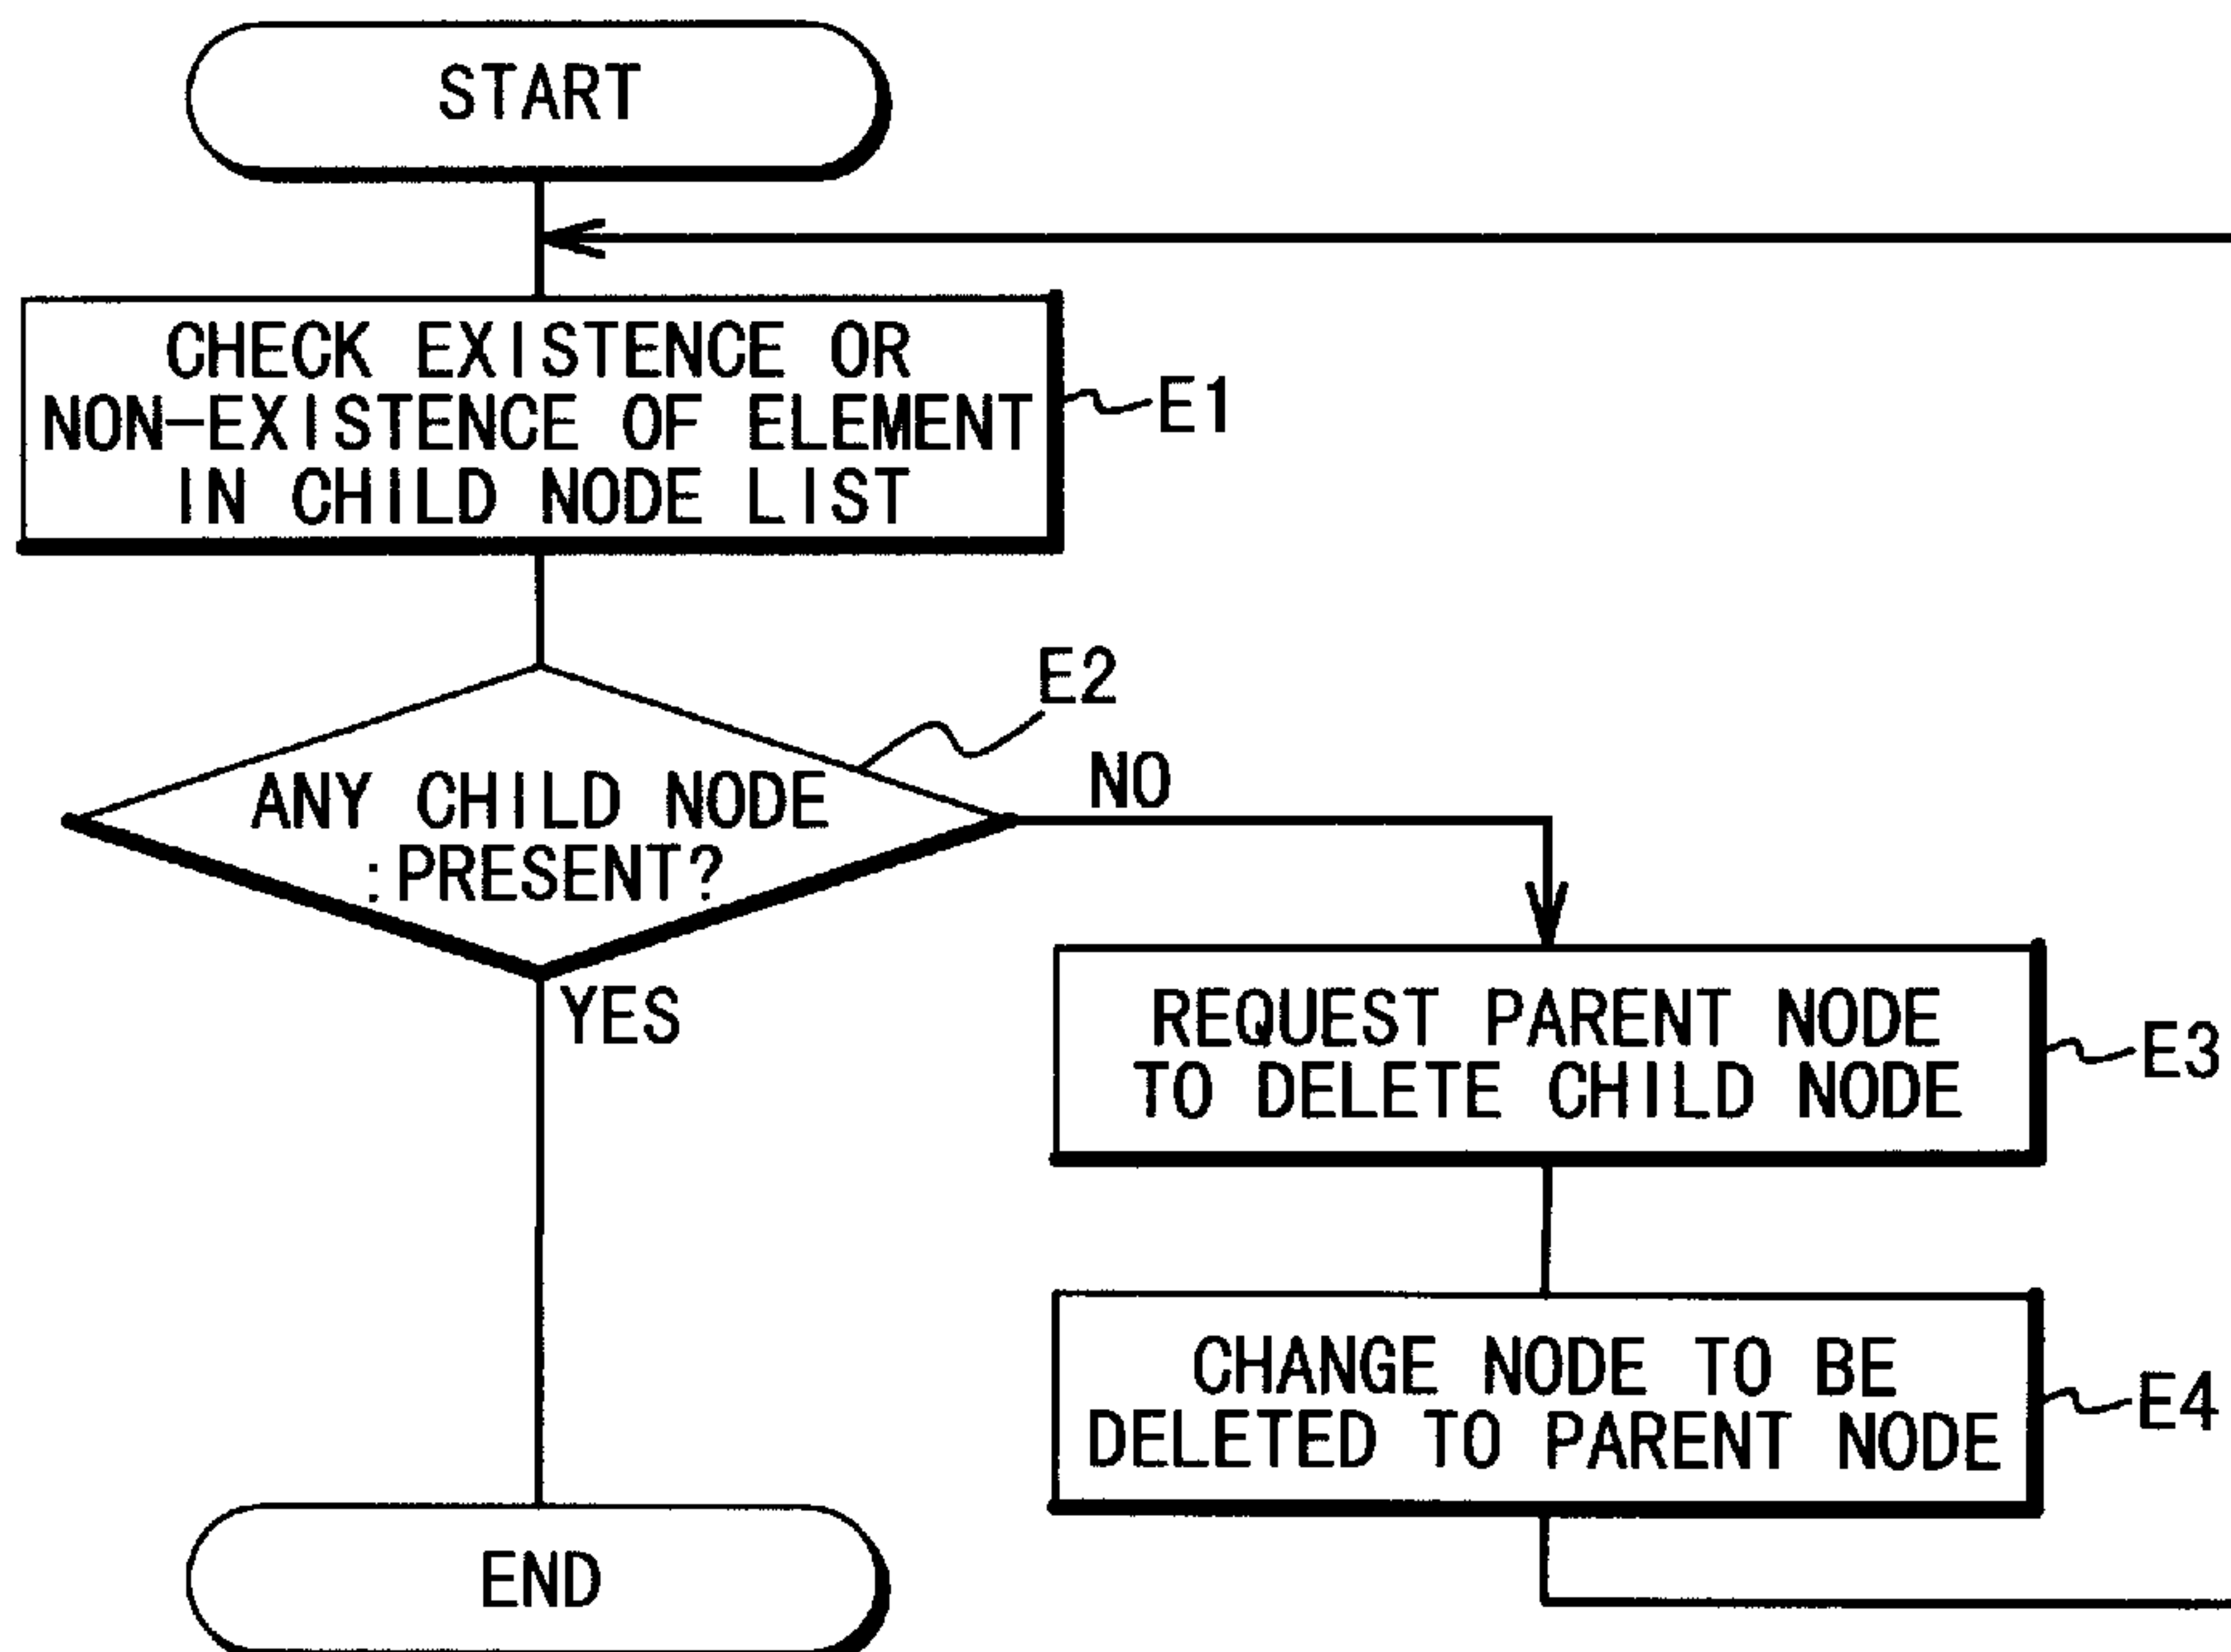 START
CHECK EXISTENCE OR
NON-EXISTENCE OF ELEMENT
IN CHILD NODE LIST
E1
E2
ANY CHILD NODE
:PRESENT?
NO
YES
REQUEST PARENT NODE
TO DELETE CHILD NODE
E3
CHANGE NODE TO BE
DELETED TO PARENT NODE
E4
END